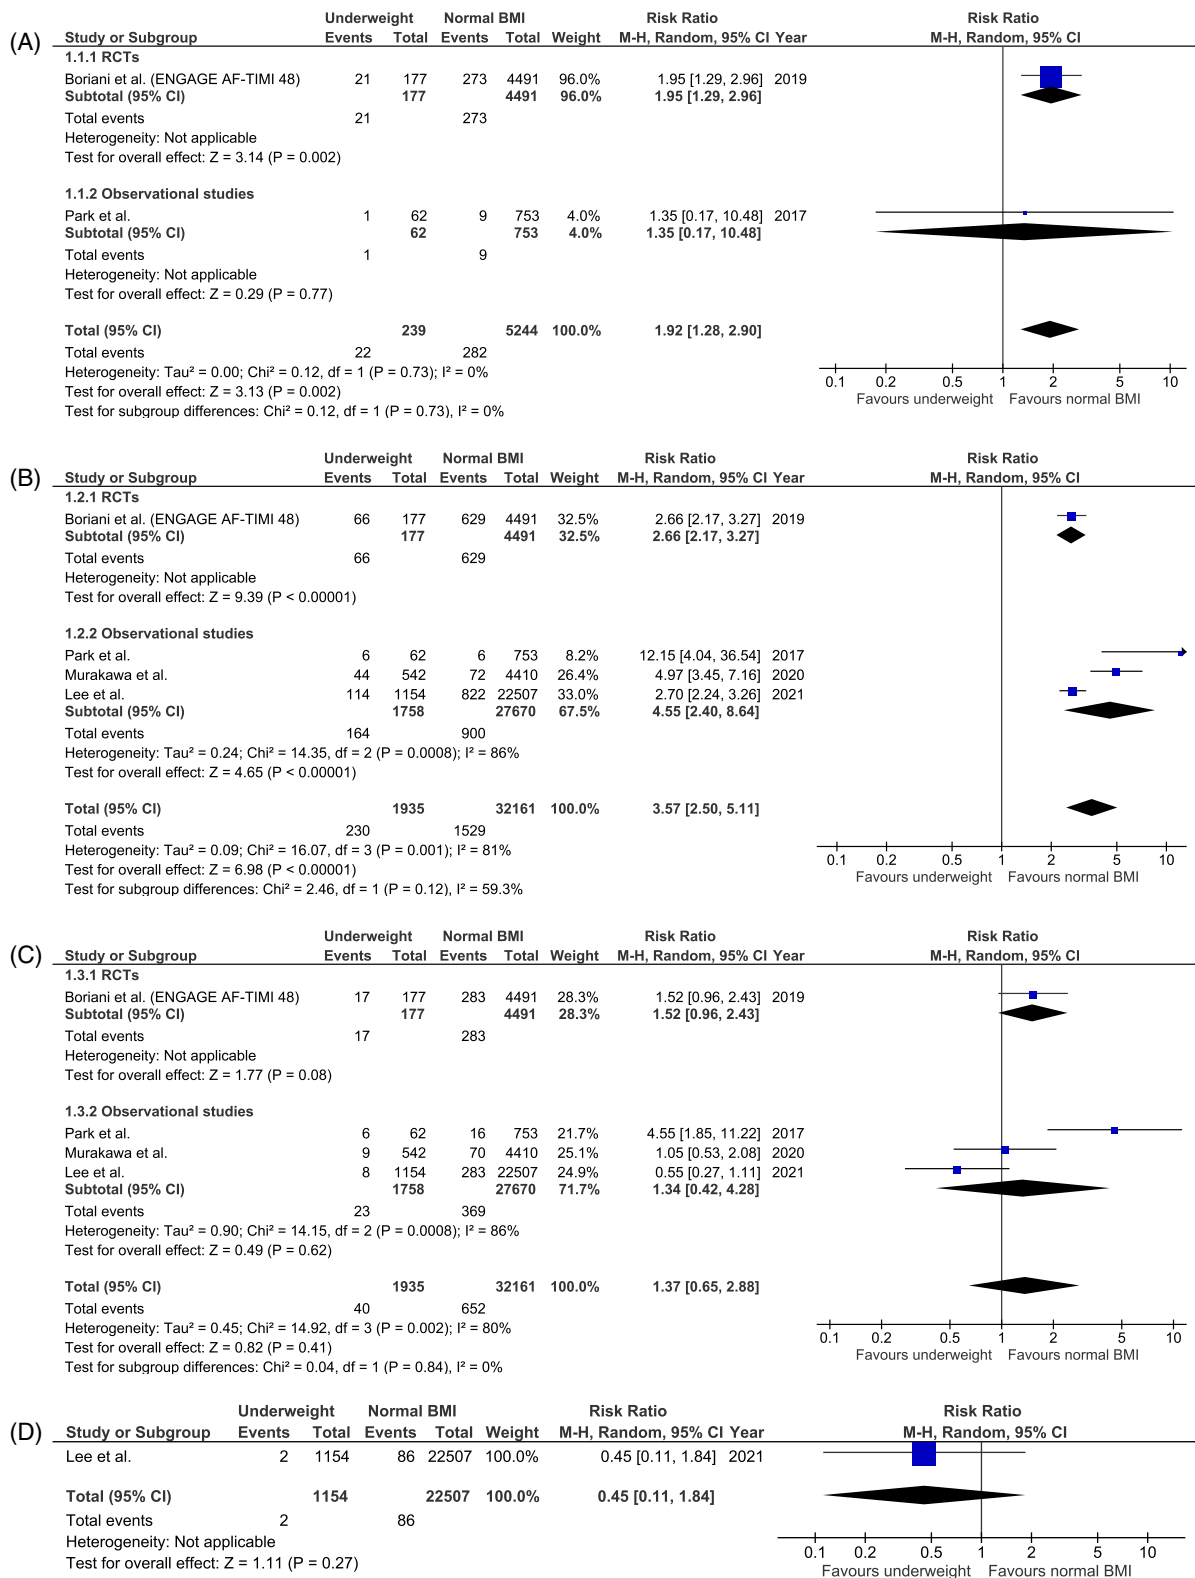 (A)
Underweight Normal BMI Risk Ratio Risk Ratio
Study or Subgroup Events Total Events Total Weight M-H, Random, 95% CI Year M-H, Random, 95% CI
1.1.1 RCTs
Boriani et al. (ENGAGE AF-TIMI 48) 21 177 273 4491 96.0% 1.95 [1.29, 2.96] 2019
Subtotal (95% CI) 177 4491 96.0% 1.95 [1.29, 2.96]
Total events 21 273
Heterogeneity: Not applicable
Test for overall effect: Z = 3.14 (P = 0.002)
1.1.2 Observational studies
Park et al. 1 62 9 753 4.0% 1.35 [0.17, 10.48] 2017
Subtotal (95% CI) 62 753 4.0% 1.35 [0.17, 10.48]
Total events 1 9
Heterogeneity: Not applicable
Test for overall effect: Z = 0.29 (P = 0.77)
Total (95% CI) 239 5244 100.0% 1.92 [1.28, 2.90]
Total events 22 282
Heterogeneity: Tau² = 0.00; Chi² = 0.12, df = 1 (P = 0.73); I² = 0%
Test for overall effect: Z = 3.13 (P = 0.002)
Test for subgroup differences: Chi² = 0.12, df = 1 (P = 0.73), I² = 0%
0.1 0.2 0.5 1 2 5 10
Favours underweight Favours normal BMI
(B)
Underweight Normal BMI Risk Ratio Risk Ratio
Study or Subgroup Events Total Events Total Weight M-H, Random, 95% CI Year M-H, Random, 95% CI
1.2.1 RCTs
Boriani et al. (ENGAGE AF-TIMI 48) 66 177 629 4491 32.5% 2.66 [2.17, 3.27] 2019
Subtotal (95% CI) 177 4491 32.5% 2.66 [2.17, 3.27]
Total events 66 629
Heterogeneity: Not applicable
Test for overall effect: Z = 9.39 (P < 0.00001)
1.2.2 Observational studies
Park et al. 6 62 6 753 8.2% 12.15 [4.04, 36.54] 2017
Murakawa et al. 44 542 72 4410 26.4% 4.97 [3.45, 7.16] 2020
Lee et al. 114 1154 822 22507 33.0% 2.70 [2.24, 3.26] 2021
Subtotal (95% CI) 1758 27670 67.5% 4.55 [2.40, 8.64]
Total events 164 900
Heterogeneity: Tau² = 0.24; Chi² = 14.35, df = 2 (P = 0.0008); I² = 86%
Test for overall effect: Z = 4.65 (P < 0.00001)
Total (95% CI) 1935 32161 100.0% 3.57 [2.50, 5.11]
Total events 230 1529
Heterogeneity: Tau² = 0.09; Chi² = 16.07, df = 3 (P = 0.001); I² = 81%
Test for overall effect: Z = 6.98 (P < 0.00001)
Test for subgroup differences: Chi² = 2.46, df = 1 (P = 0.12), I² = 59.3%
0.1 0.2 0.5 1 2 5 10
Favours underweight Favours normal BMI
(C)
Underweight Normal BMI Risk Ratio Risk Ratio
Study or Subgroup Events Total Events Total Weight M-H, Random, 95% CI Year M-H, Random, 95% CI
1.3.1 RCTs
Boriani et al. (ENGAGE AF-TIMI 48) 17 177 283 4491 28.3% 1.52 [0.96, 2.43] 2019
Subtotal (95% CI) 177 4491 28.3% 1.52 [0.96, 2.43]
Total events 17 283
Heterogeneity: Not applicable
Test for overall effect: Z = 1.77 (P = 0.08)
1.3.2 Observational studies
Park et al. 6 62 16 753 21.7% 4.55 [1.85, 11.22] 2017
Murakawa et al. 9 542 70 4410 25.1% 1.05 [0.53, 2.08] 2020
Lee et al. 8 1154 283 22507 24.9% 0.55 [0.27, 1.11] 2021
Subtotal (95% CI) 1758 27670 71.7% 1.34 [0.42, 4.28]
Total events 23 369
Heterogeneity: Tau² = 0.90; Chi² = 14.15, df = 2 (P = 0.0008); I² = 86%
Test for overall effect: Z = 0.49 (P = 0.62)
Total (95% CI) 1935 32161 100.0% 1.37 [0.65, 2.88]
Total events 40 652
Heterogeneity: Tau² = 0.45; Chi² = 14.92, df = 3 (P = 0.002); I² = 80%
Test for overall effect: Z = 0.82 (P = 0.41)
Test for subgroup differences: Chi² = 0.04, df = 1 (P = 0.84), I² = 0%
0.1 0.2 0.5 1 2 5 10
Favours underweight Favours normal BMI
(D)
Underweight Normal BMI Risk Ratio Risk Ratio
Study or Subgroup Events Total Events Total Weight M-H, Random, 95% CI Year M-H, Random, 95% CI
Lee et al. 2 1154 86 22507 100.0% 0.45 [0.11, 1.84] 2021
Total (95% CI) 1154 22507 100.0% 0.45 [0.11, 1.84]
Total events 2 86
Heterogeneity: Not applicable
Test for overall effect: Z = 1.11 (P = 0.27)
0.1 0.2 0.5 1 2 5 10
Favours underweight Favours normal BMI